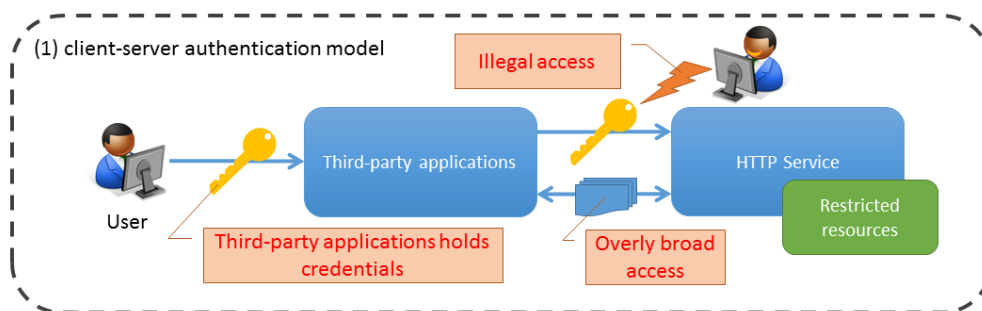 (1) client-server authentication model
Illegal access
Third-party applications
HTTP Service
User
Restricted
resources
Third-party applications holds
credentials
Overly broad
access